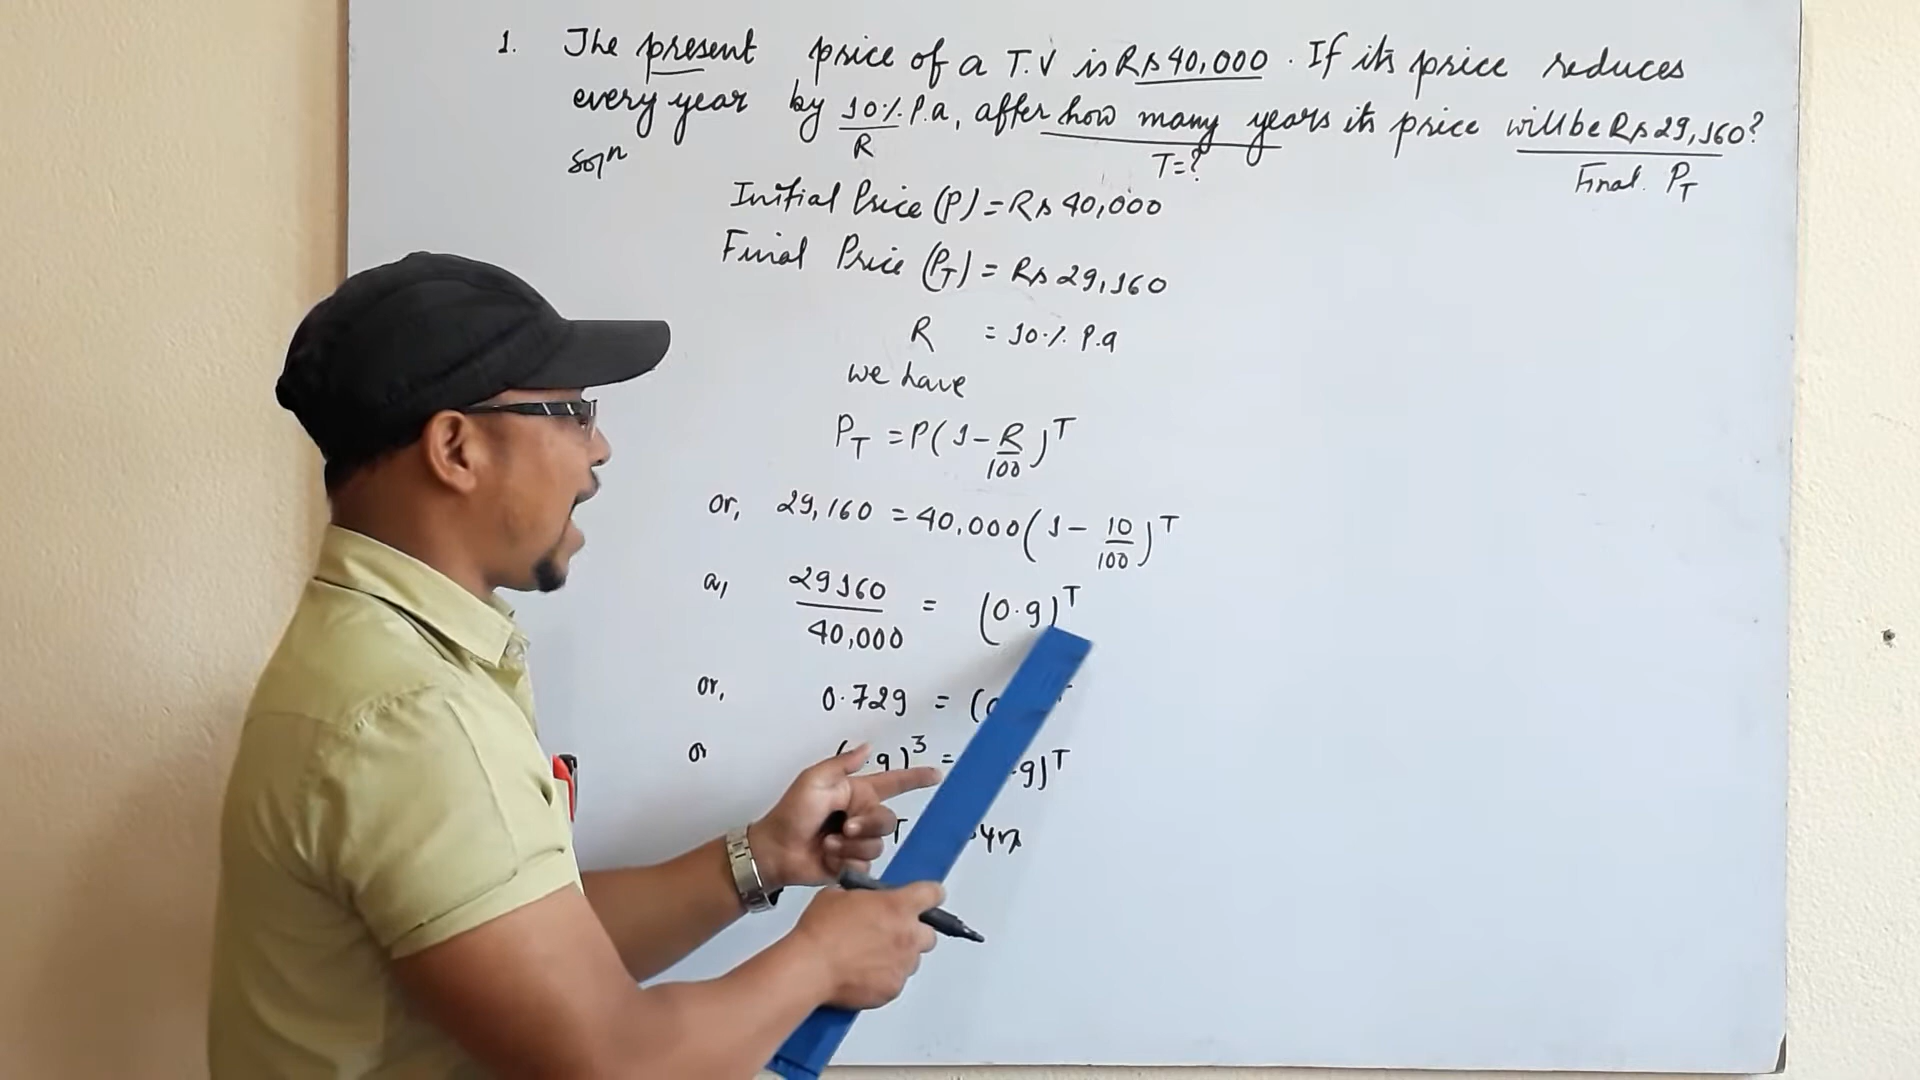 1. The present price of a T.V is Rs 40,000. If its price reduces
every year by 10% P.a, after how many years its price will be Rs 29,160?
R T=? Final. P_T
Solⁿ
Initial Price (P) = Rs 40,000
Final Price (P_T) = Rs 29,160
R = 10% P.a
we have
P_T = P(1 - R/100)^T
or, 29,160 = 40,000(1 - 10/100)^T
or, 29160/40,000 = (0.9)^T
or, 0.729 = (0
or (.9)^3 = .9)^T
T yrs